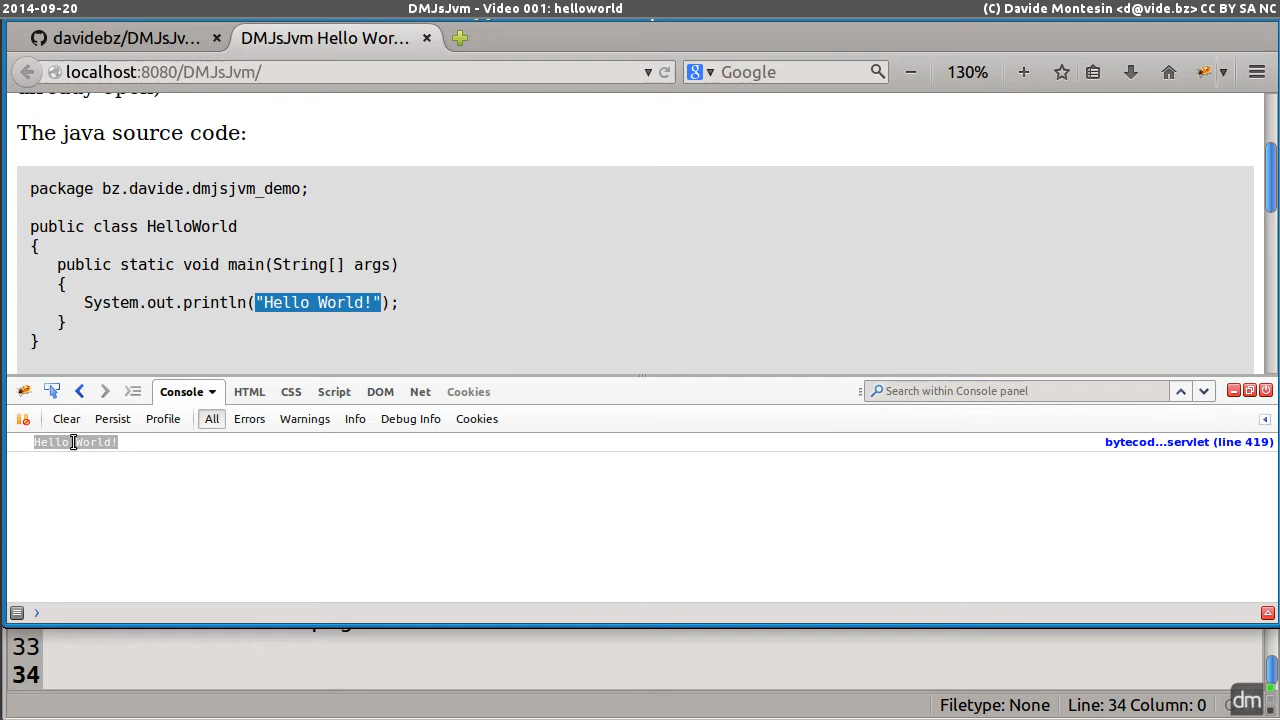 2014-09-20 DMJsJvm - Video 001: helloworld (C) Davide Montesin <d@vide.bz> CC BY SA NC
davidebz/DMJsJv... × DMJsJvm Hello Wor... ×
localhost:8080/DMJsJvm/ Google 130%
already open)
The java source code:
package bz.davide.dmjsjvm_demo;
public class HelloWorld
{
public static void main(String[] args)
{
System.out.println("Hello World!");
}
}
Console HTML CSS Script DOM Net Cookies Search within Console panel
Clear Persist Profile All Errors Warnings Info Debug Info Cookies
Hello World! bytecod...servlet (line 419)
33
34
Filetype: None Line: 34 Column: 0
dm